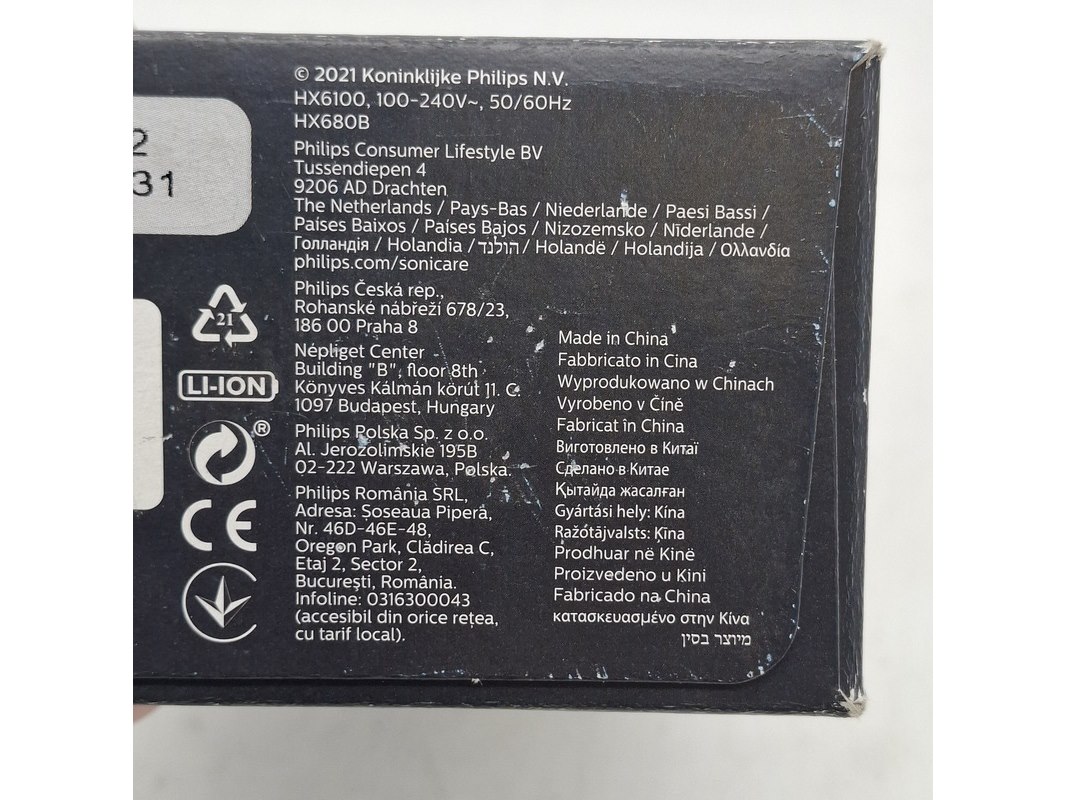 © 2021 Koninklijke Philips N.V.
HX6100, 100-240V~, 50/60Hz
HX680B
Philips Consumer Lifestyle BV
Tussendiepen 4
9206 AD Drachten
The Netherlands / Pays-Bas / Niederlande / Paesi Bassi /
Países Baixos / Países Bajos / Nizozemsko / Nīderlande /
Голландія / Holandia / הולנד / Holandë / Holandija / Ολλανδία
philips.com/sonicare
Philips Česká rep.,
Rohanské nábřeží 678/23,
186 00 Praha 8
Népliget Center
Building "B", floor 8th
Könyves Kálmán körút 11. C.
1097 Budapest, Hungary
Philips Polska Sp. z o.o.
Al. Jerozolimskie 195B
02-222 Warszawa, Polska.
Philips România SRL,
Adresa: Șoseaua Pipera,
Nr. 46D-46E-48,
Oregon Park, Clădirea C,
Etaj 2, Sector 2,
București, România.
Infoline: 0316300043
(accesibil din orice rețea,
cu tarif local).
Made in China
Fabbricato in Cina
Wyprodukowano w Chinach
Vyrobeno v Číně
Fabricat în China
Виготовлено в Китаї
Сделано в Китае
Қытайда жасалған
Gyártási hely: Kína
Ražotājvalsts: Ķīna
Prodhuar në Kinë
Proizvedeno u Kini
Fabricado na China
κατασκευασμένο στην Κίνα
מיוצר בסין
2
31
21
LI-ION
®
CE